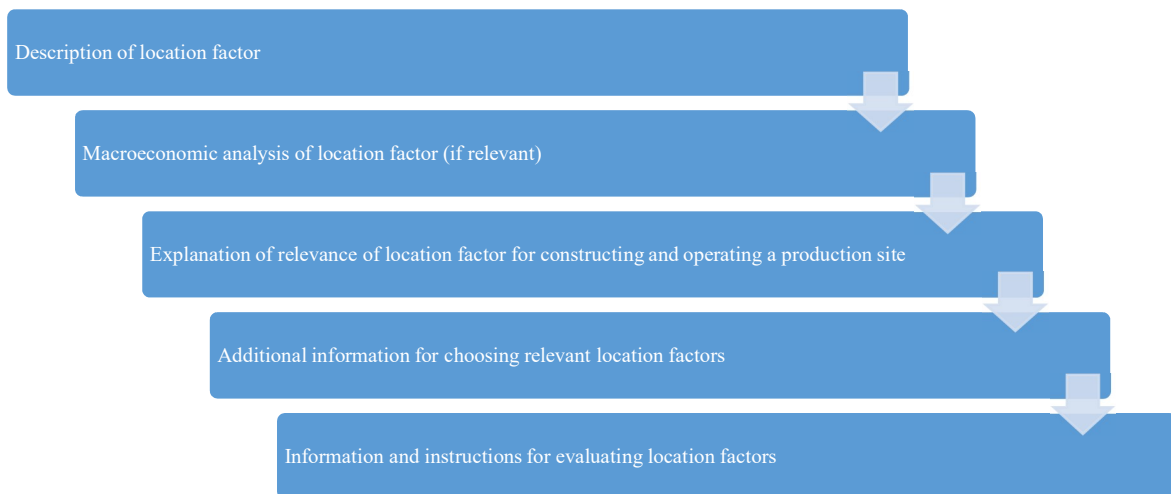 Description of location factor
Macroeconomic analysis of location factor (if relevant)
Explanation of relevance of location factor for constructing and operating a production site
Additional information for choosing relevant location factors
Information and instructions for evaluating location factors